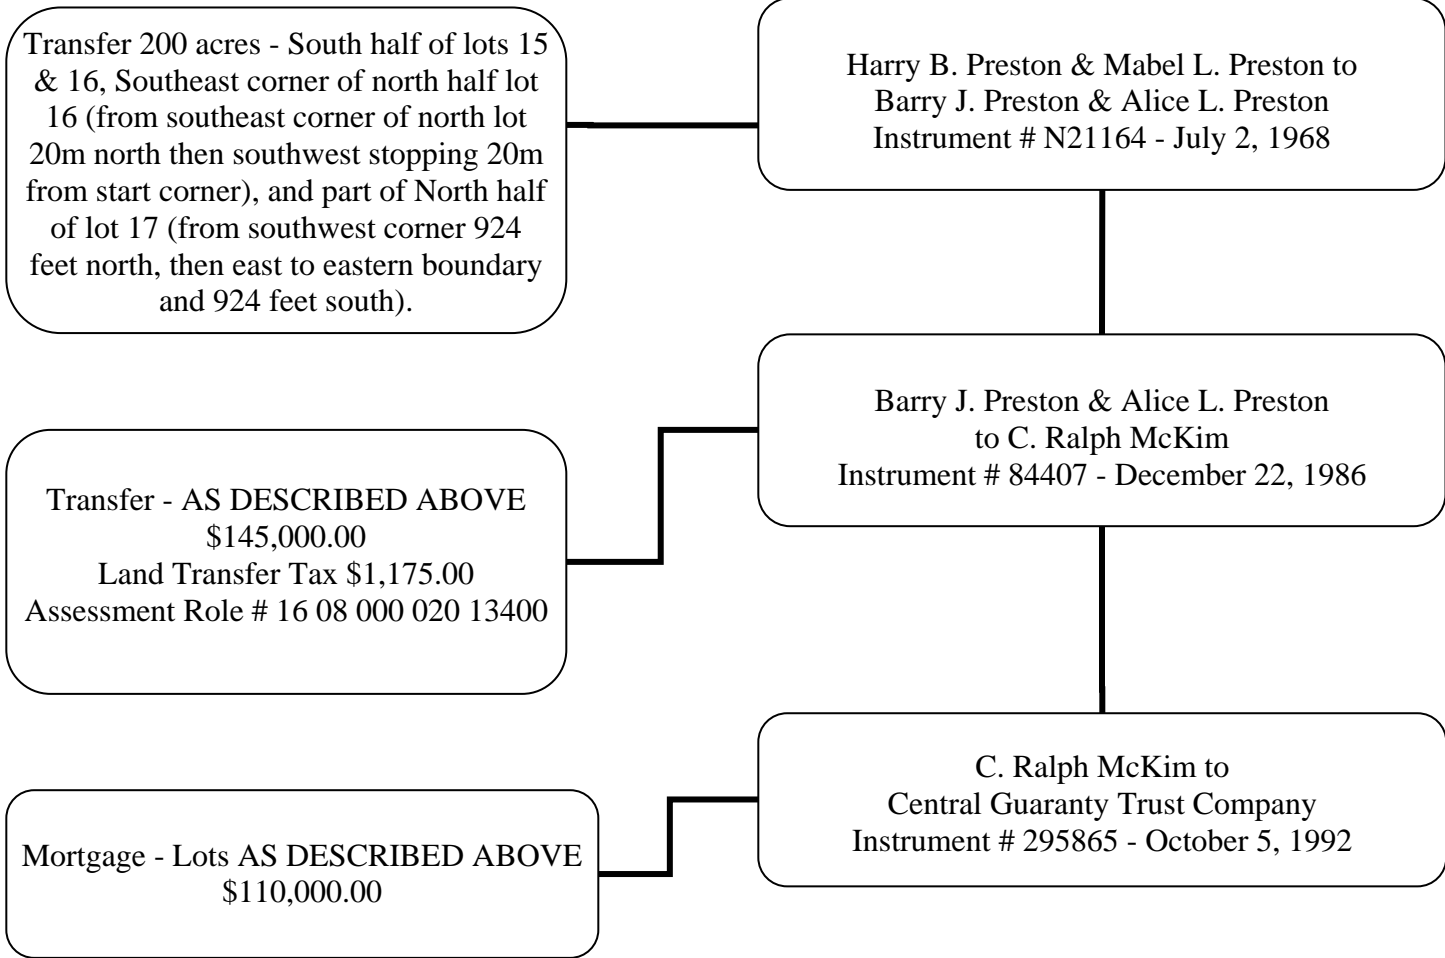 Transfer 200 acres - South half of lots 15
& 16, Southeast corner of north half lot
16 (from southeast corner of north lot
20m north then southwest stopping 20m
from start corner), and part of North half
of lot 17 (from southwest corner 924
feet north, then east to eastern boundary
and 924 feet south).
Harry B. Preston & Mabel L. Preston to
Barry J. Preston & Alice L. Preston
Instrument # N21164 - July 2, 1968
Barry J. Preston & Alice L. Preston
to C. Ralph McKim
Instrument # 84407 - December 22, 1986
Transfer - AS DESCRIBED ABOVE
$145,000.00
Land Transfer Tax $1,175.00
Assessment Role # 16 08 000 020 13400
C. Ralph McKim to
Central Guaranty Trust Company
Instrument # 295865 - October 5, 1992
Mortgage - Lots AS DESCRIBED ABOVE
$110,000.00